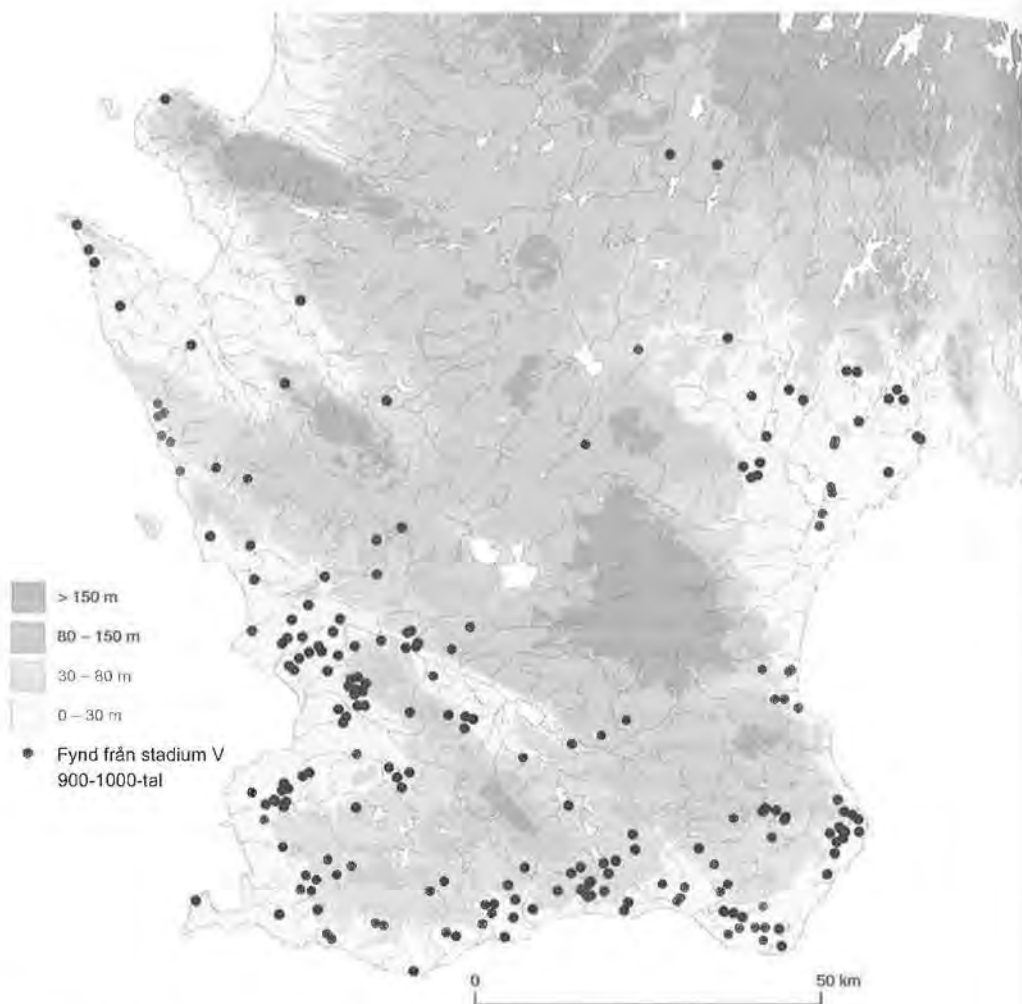 > 150 m
80 – 150 m
30 – 80 m
0 – 30 m
Fynd från stadium V
900-1000-tal
0 50 km